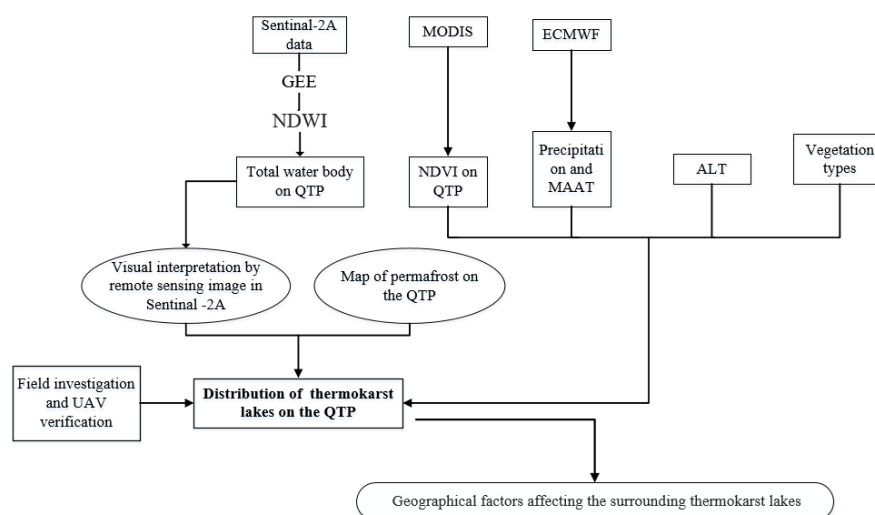 Sentinal-2A
data
MODIS
ECMWF
GEE
NDWI
Total water body
on QTP
NDVI on
QTP
Precipitati
on and
MAAT
ALT
Vegetation
types
Visual interpretation by
remote sensing image in
Sentinal -2A
Map of permafrost on
the QTP
Field investigation
and UAV
verification
Distribution of thermokarst
lakes on the QTP
Geographical factors affecting the surrounding thermokarst lakes